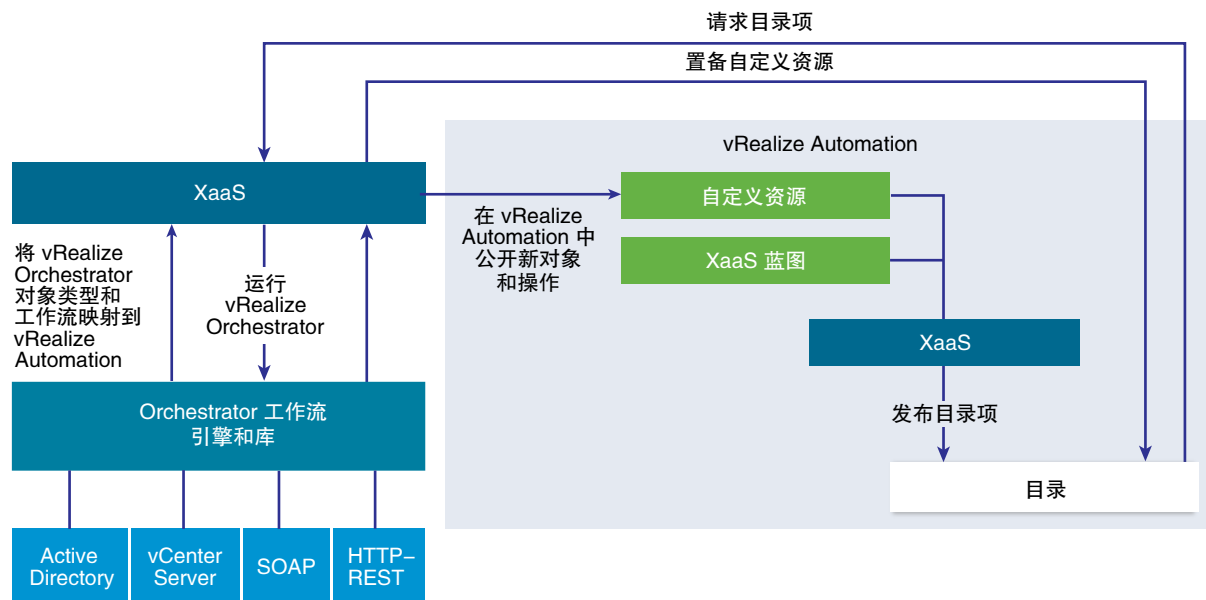 请求目录项
置备自定义资源
vRealize Automation
XaaS
自定义资源
在 vRealize
Automation 中
公开新对象
和操作
XaaS 蓝图
将 vRealize
Orchestrator
对象类型和
工作流映射到
vRealize
Automation
运行
vRealize
Orchestrator
XaaS
发布目录项
Orchestrator 工作流
引擎和库
目录
Active
Directory
vCenter
Server
SOAP
HTTP–
REST